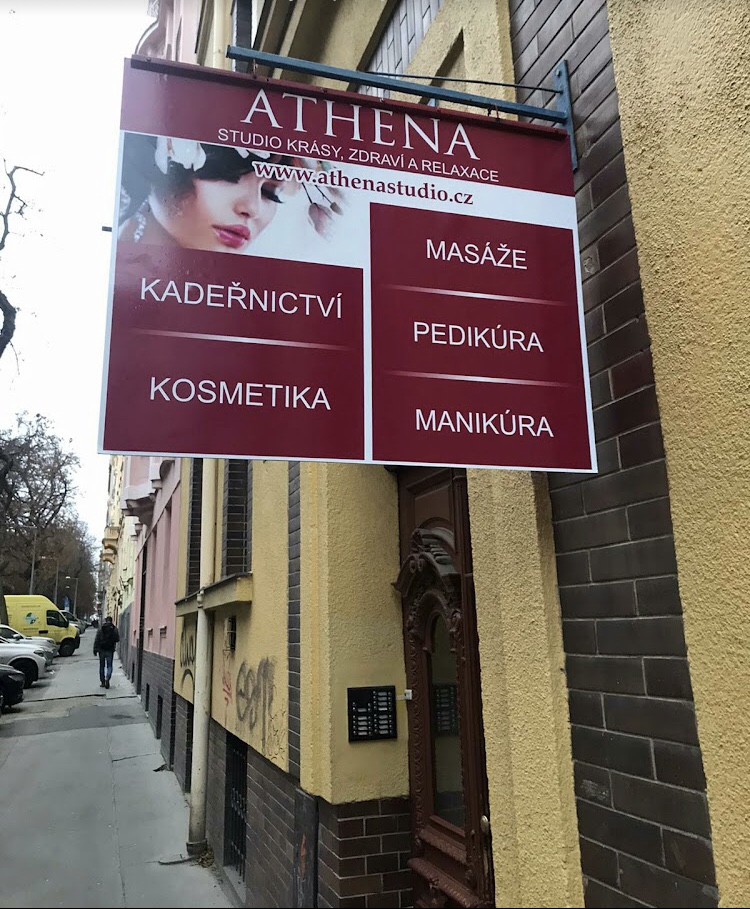 ATHENA
STUDIO KRÁSY, ZDRAVÍ A RELAXACE
www.athenastudio.cz
KADEŘNICTVÍ
KOSMETIKA
MASÁŽE
PEDIKÚRA
MANIKÚRA